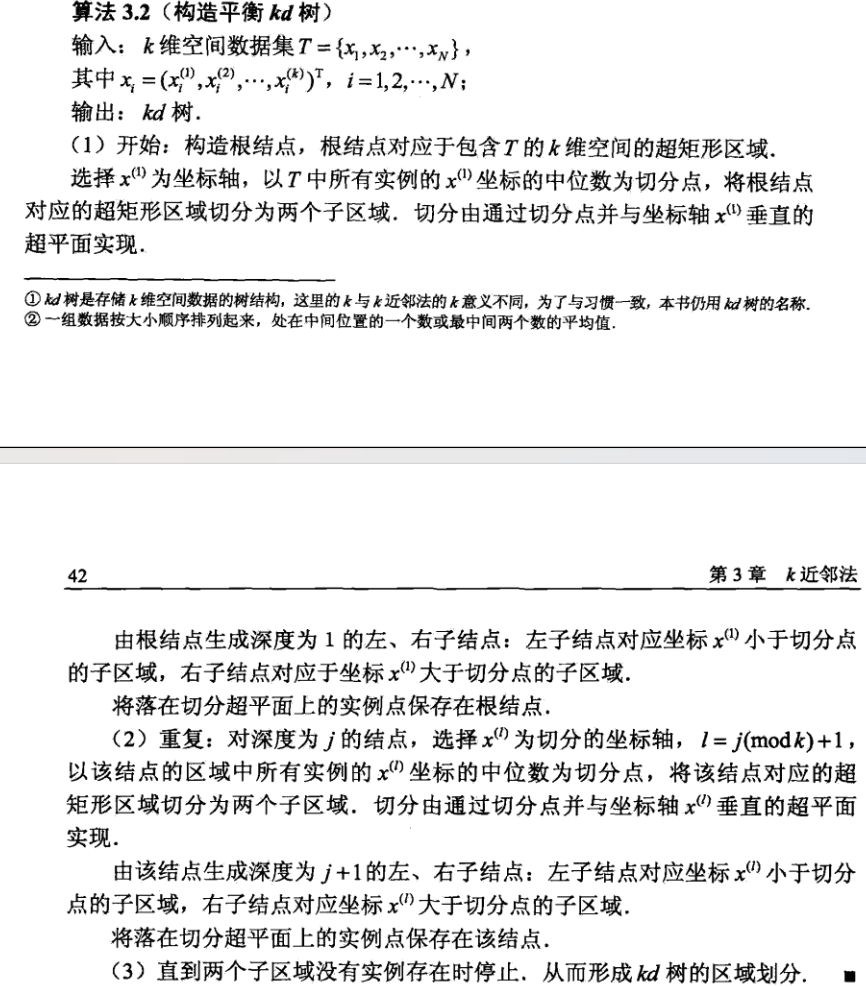 算法 3.2（构造平衡 kd 树）
输入： k 维空间数据集 T = {x₁,x₂,⋯,x_N}，
其中 x_i = (x_i^(1),x_i^(2),⋯,x_i^(k))^T， i=1,2,⋯,N；
输出： kd 树．
（1）开始：构造根结点，根结点对应于包含 T 的 k 维空间的超矩形区域．
选择 x^(1) 为坐标轴，以 T 中所有实例的 x^(1) 坐标的中位数为切分点，将根结点
对应的超矩形区域切分为两个子区域．切分由通过切分点并与坐标轴 x^(1) 垂直的
超平面实现．
① kd 树是存储 k 维空间数据的树结构，这里的 k 与 k 近邻法的 k 意义不同，为了与习惯一致，本书仍用 kd 树的名称．
② 一组数据按大小顺序排列起来，处在中间位置的一个数或最中间两个数的平均值．
42 第 3 章 k 近邻法
由根结点生成深度为 1 的左、右子结点：左子结点对应坐标 x^(1) 小于切分点
的子区域，右子结点对应于坐标 x^(1) 大于切分点的子区域．
将落在切分超平面上的实例点保存在根结点．
（2）重复：对深度为 j 的结点，选择 x^(l) 为切分的坐标轴， l = j(mod k)+1，
以该结点的区域中所有实例的 x^(l) 坐标的中位数为切分点，将该结点对应的超
矩形区域切分为两个子区域．切分由通过切分点并与坐标轴 x^(l) 垂直的超平面
实现．
由该结点生成深度为 j+1 的左、右子结点：左子结点对应坐标 x^(l) 小于切分
点的子区域，右子结点对应坐标 x^(l) 大于切分点的子区域．
将落在切分超平面上的实例点保存在该结点．
（3）直到两个子区域没有实例存在时停止．从而形成 kd 树的区域划分． ■